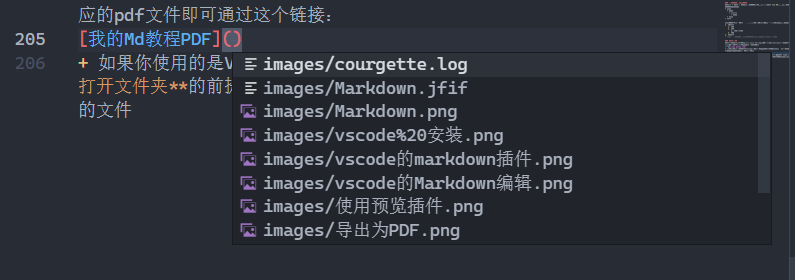 应的pdf文件即可通过这个链接：
205 [我的Md教程PDF]()
206 + 如果你使用的是V
打开文件夹**的前
的文件
images/courgette.log
images/Markdown.jfif
images/Markdown.png
images/vscode%20安装.png
images/vscode的markdown插件.png
images/vscode的Markdown编辑.png
images/使用预览插件.png
images/导出为PDF.png